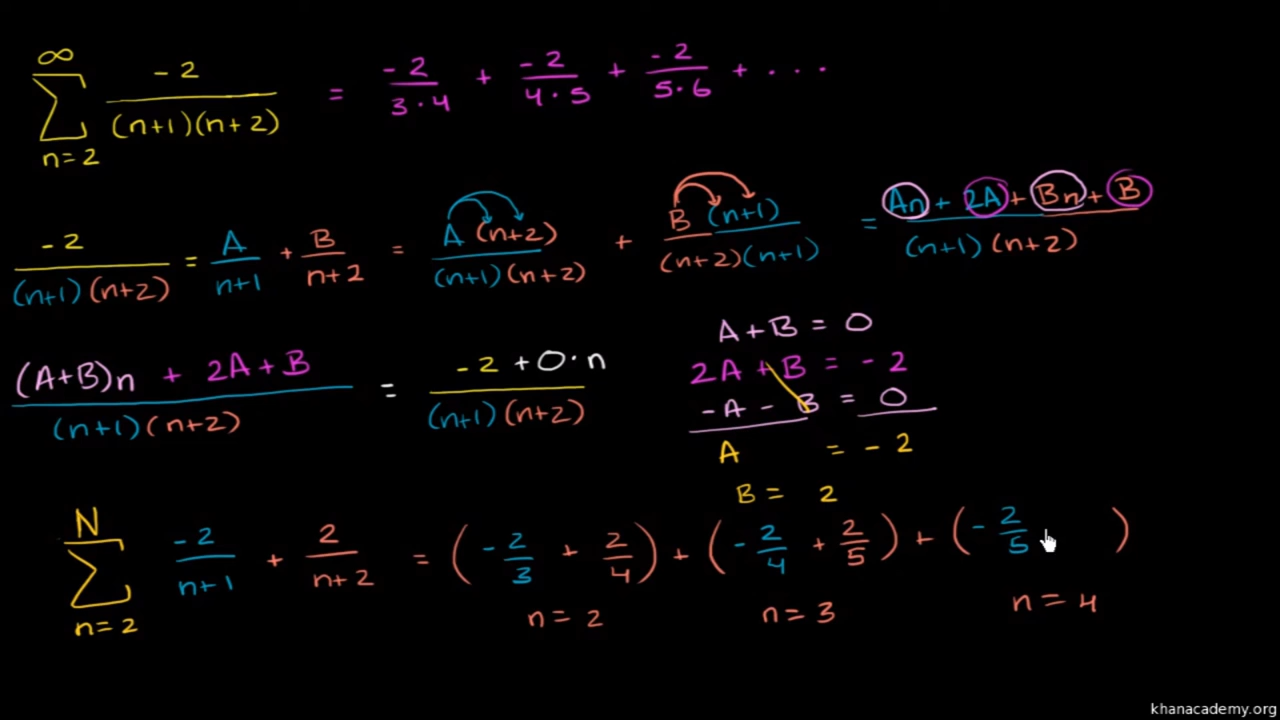 ∞ ∑ n=2 -2/((n+1)(n+2)) = -2/(3·4) + -2/(4·5) + -2/(5·6) + ...
-2/((n+1)(n+2)) = A/(n+1) + B/(n+2) = A(n+2)/((n+1)(n+2)) + B(n+1)/((n+2)(n+1)) = (An + 2A + Bn + B)/((n+1)(n+2))
((A+B)n + 2A+B)/((n+1)(n+2)) = (-2 + 0·n)/((n+1)(n+2))
A+B = 0
2A + B = -2
-A - B = 0
A = -2
B = 2
N ∑ n=2 -2/(n+1) + 2/(n+2) = (-2/3 + 2/4) + (-2/4 + 2/5) + (-2/5 )
n=2 n=3 n=4
khanacademy.org